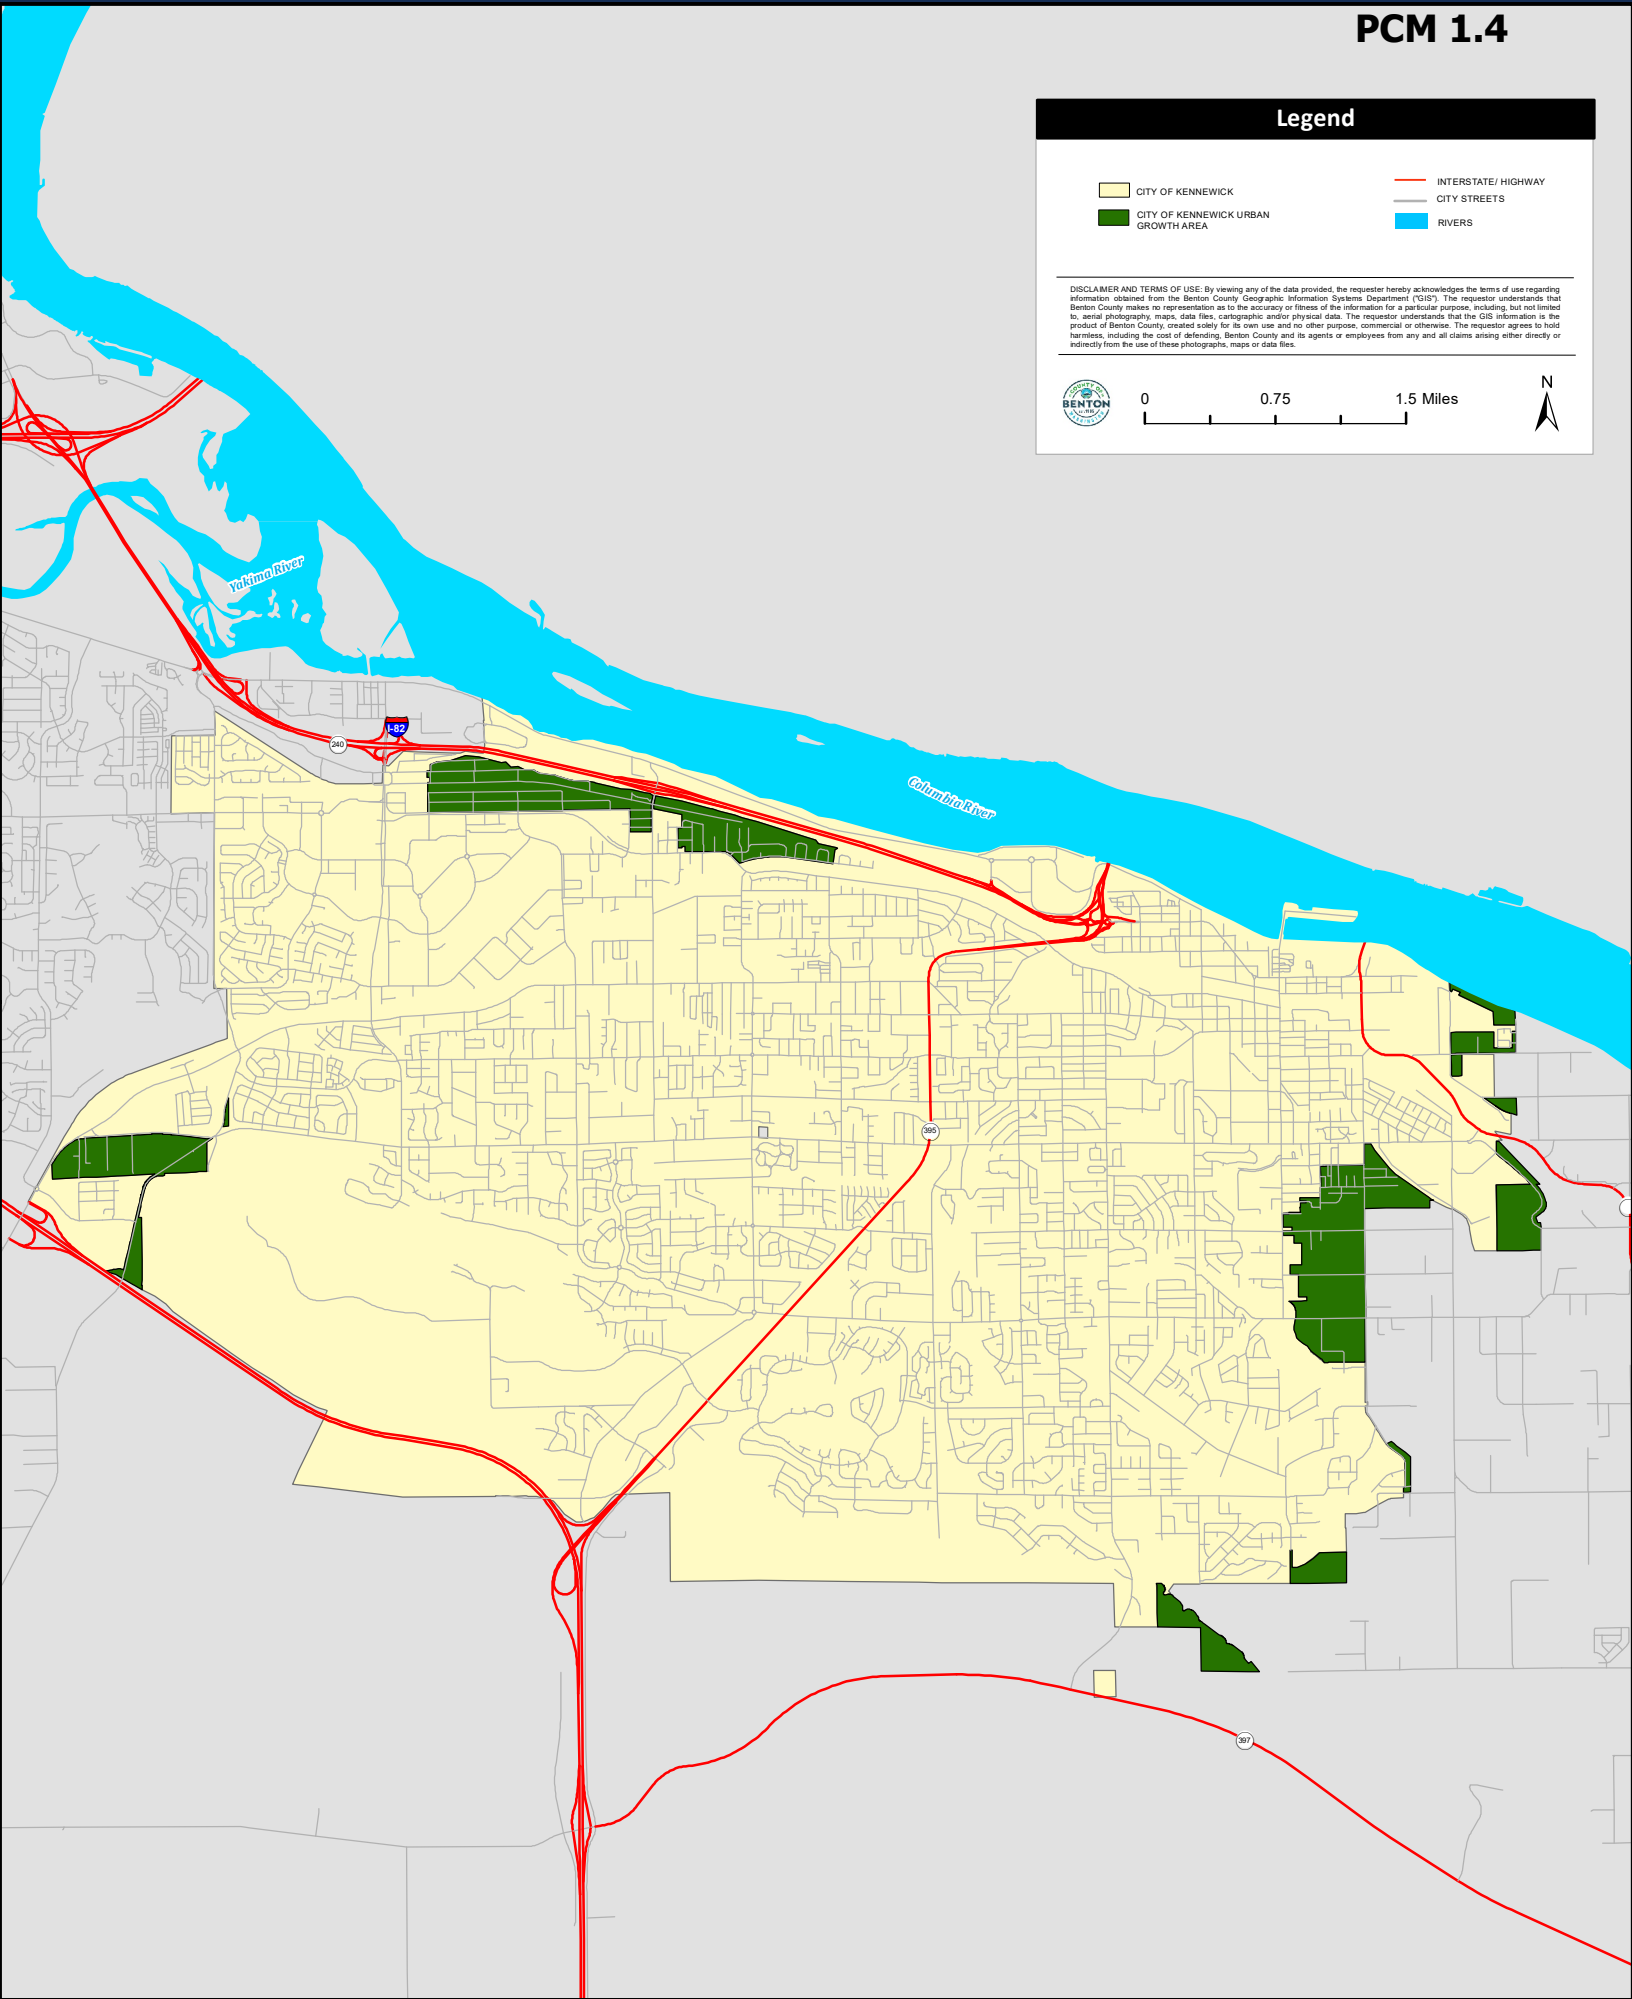 PCM 1.4
Legend
CITY OF KENNEWICK
CITY OF KENNEWICK URBAN
GROWTH AREA
INTERSTATE/ HIGHWAY
CITY STREETS
RIVERS
DISCLAIMER AND TERMS OF USE: By viewing any of the data provided, the requester hereby acknowledges the terms of use regarding
information obtained from the Benton County Geographic Information Systems Department ("GIS"). The requestor understands that
Benton County makes no representation as to the accuracy or fitness of the information for a particular purpose, including, but not limited
to, aerial photography, maps, data files, cartographic and/or physical data. The requestor understands that the GIS information is the
product of Benton County, created solely for its own use and no other purpose, commercial or otherwise. The requestor agrees to hold
harmless, including the cost of defending, Benton County and its agents or employees from any and all claims arising either directly or
indirectly from the use of these photographs, maps or data files.
COUNTY OF
BENTON
WASHINGTON
0 0.75 1.5 Miles
N
Yakima River
I-82
240
Columbia River
395
397